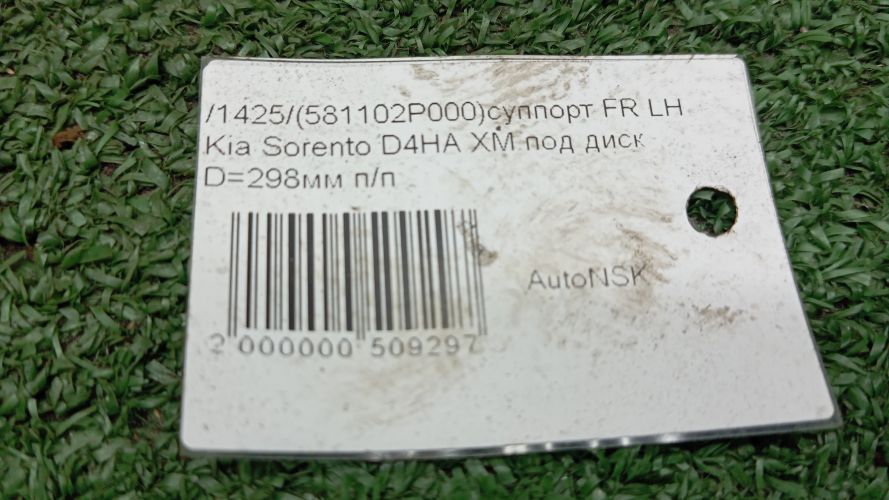 /1425/(581102P000)суппорт FR LH
Kia Sorento D4HA XM под диск
D=298мм п/п
AutoNSK
2 000000 509297